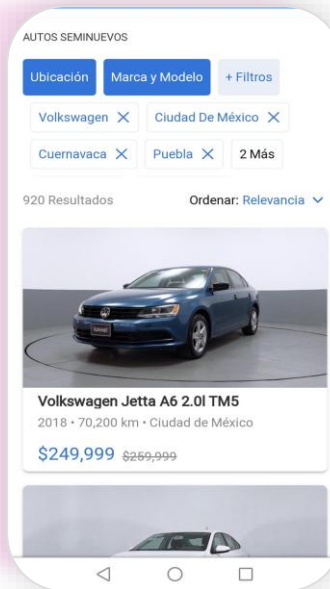 AUTOS SEMINUEVOS
Ubicación Marca y Modelo + Filtros
Volkswagen Ciudad De México
Cuernavaca Puebla 2 Más
920 Resultados Ordenar: Relevancia
Volkswagen Jetta A6 2.0l TM5
2018 • 70,200 km • Ciudad de México
$249,999 $259,999